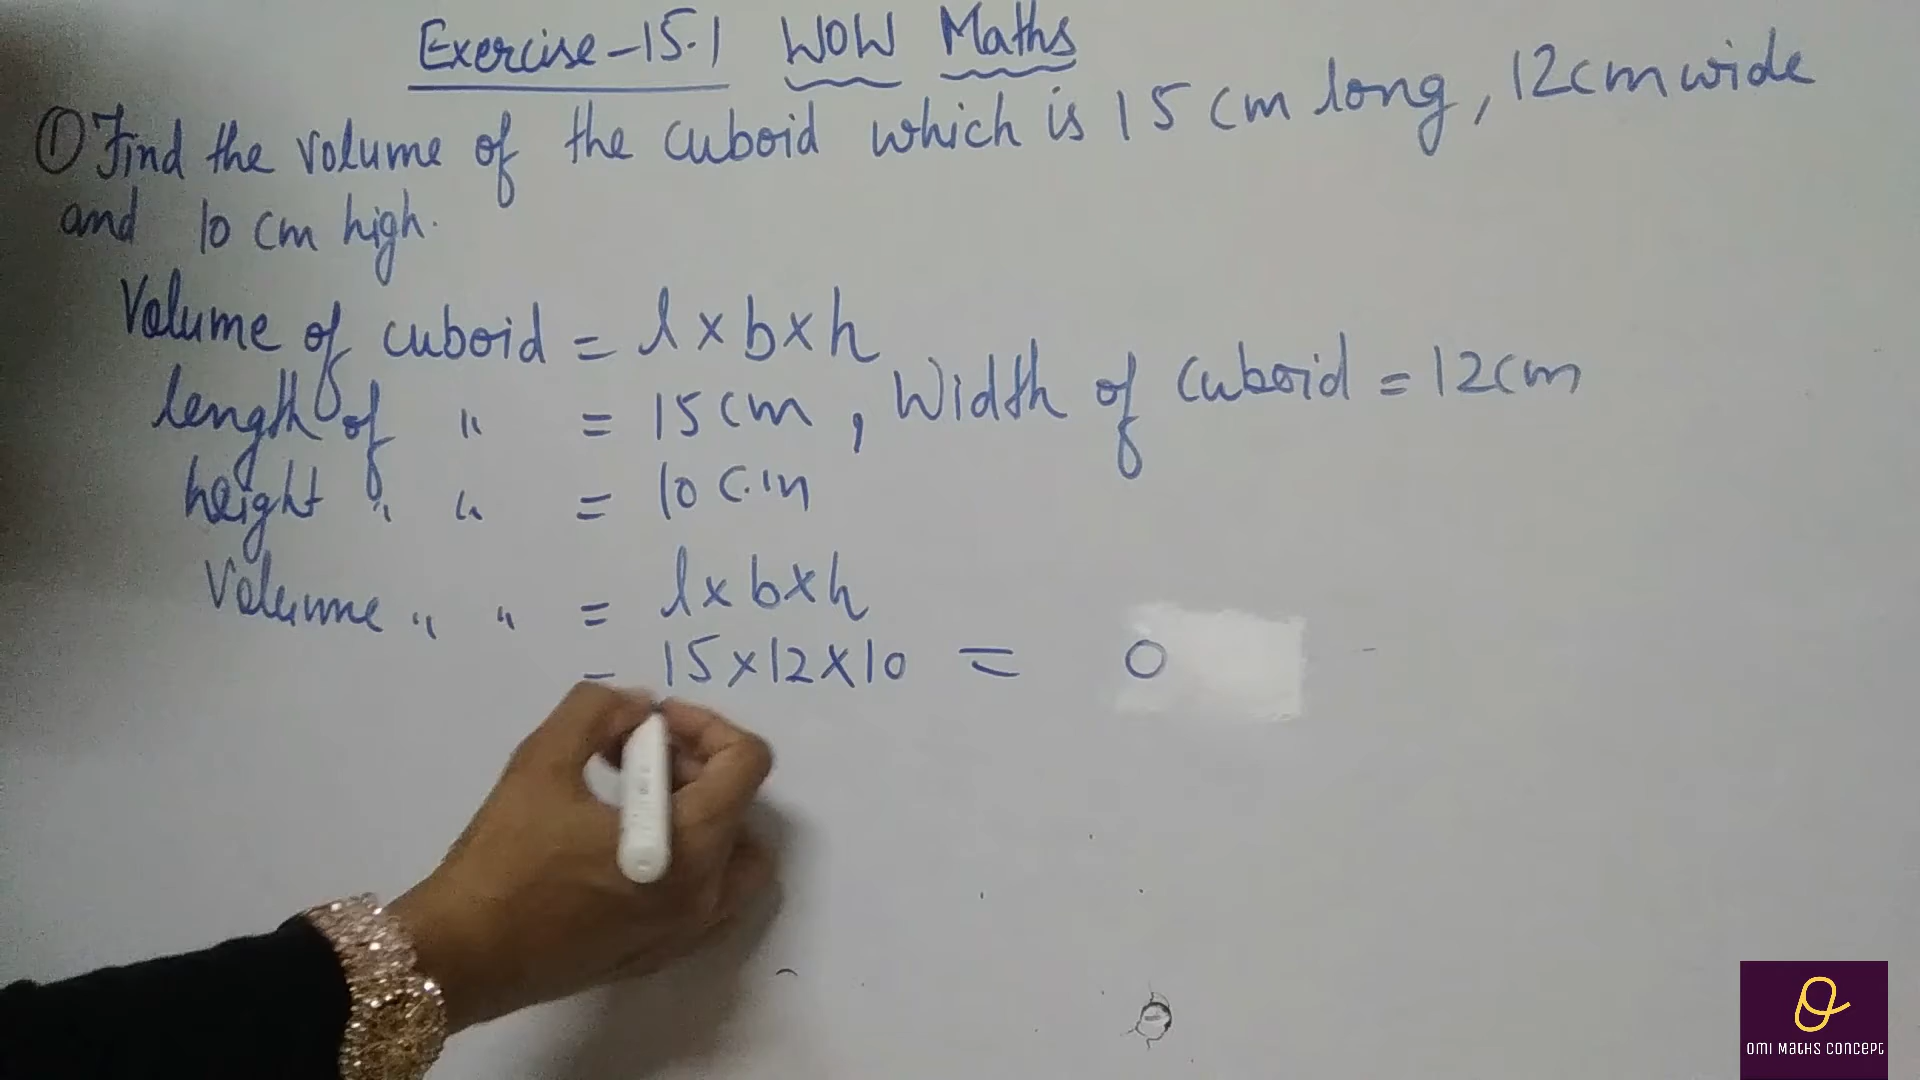 Exercise-15.1 WOW Maths
① Find the volume of the cuboid which is 15 cm long, 12cm wide
and 10 cm high.
Volume of cuboid = l x b x h
length of " = 15 cm, Width of cuboid = 12cm
height " " = 10 cm
Volume " " = l x b x h
= 15 x 12 x 10 = 0
OMI MATHS CONCEPT